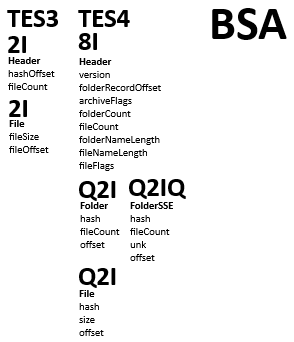 BSA
TES3
2I
Header
hashOffset
fileCount
2I
File
fileSize
fileOffset
TES4
8I
Header
version
folderRecordOffset
archiveFlags
folderCount
fileCount
folderNameLength
fileNameLength
fileFlags
Q2I
Folder
hash
fileCount
offset
Q2IQ
FolderSSE
hash
fileCount
unk
offset
Q2I
File
hash
size
offset